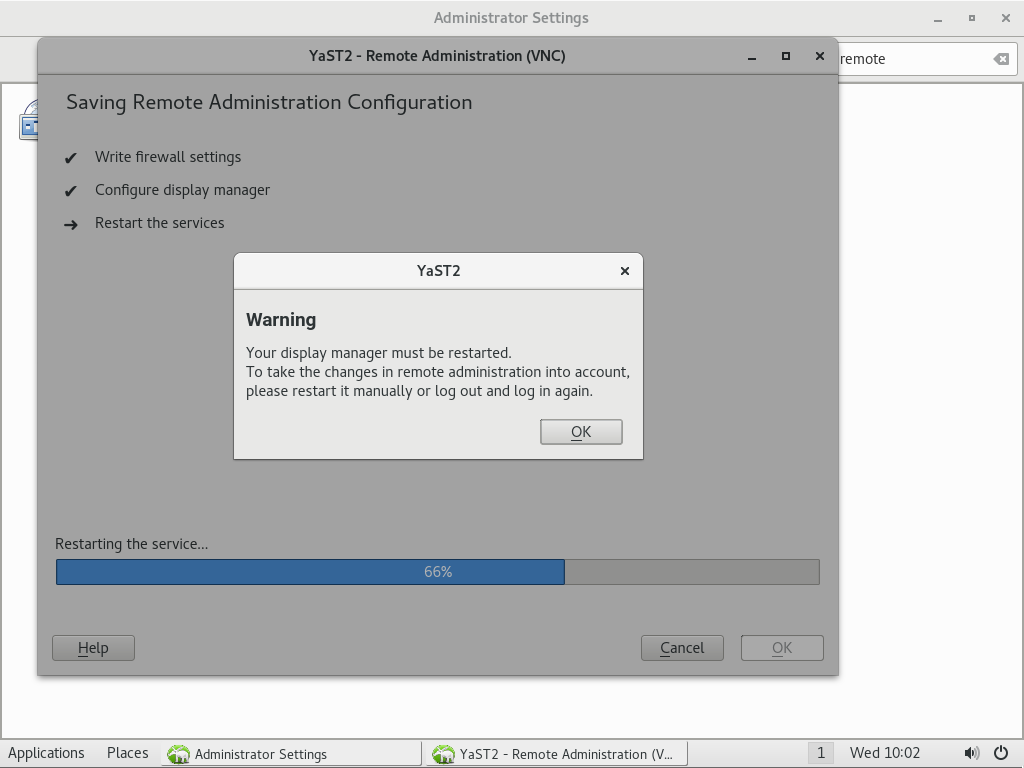 Administrator Settings
YaST2 - Remote Administration (VNC)
remote
Saving Remote Administration Configuration
Write firewall settings
Configure display manager
Restart the services
YaST2
Warning
Your display manager must be restarted.
To take the changes in remote administration into account,
please restart it manually or log out and log in again.
OK
Restarting the service...
66%
Help
Cancel
OK
Applications
Places
Administrator Settings
YaST2 - Remote Administration (V...
1
Wed 10:02